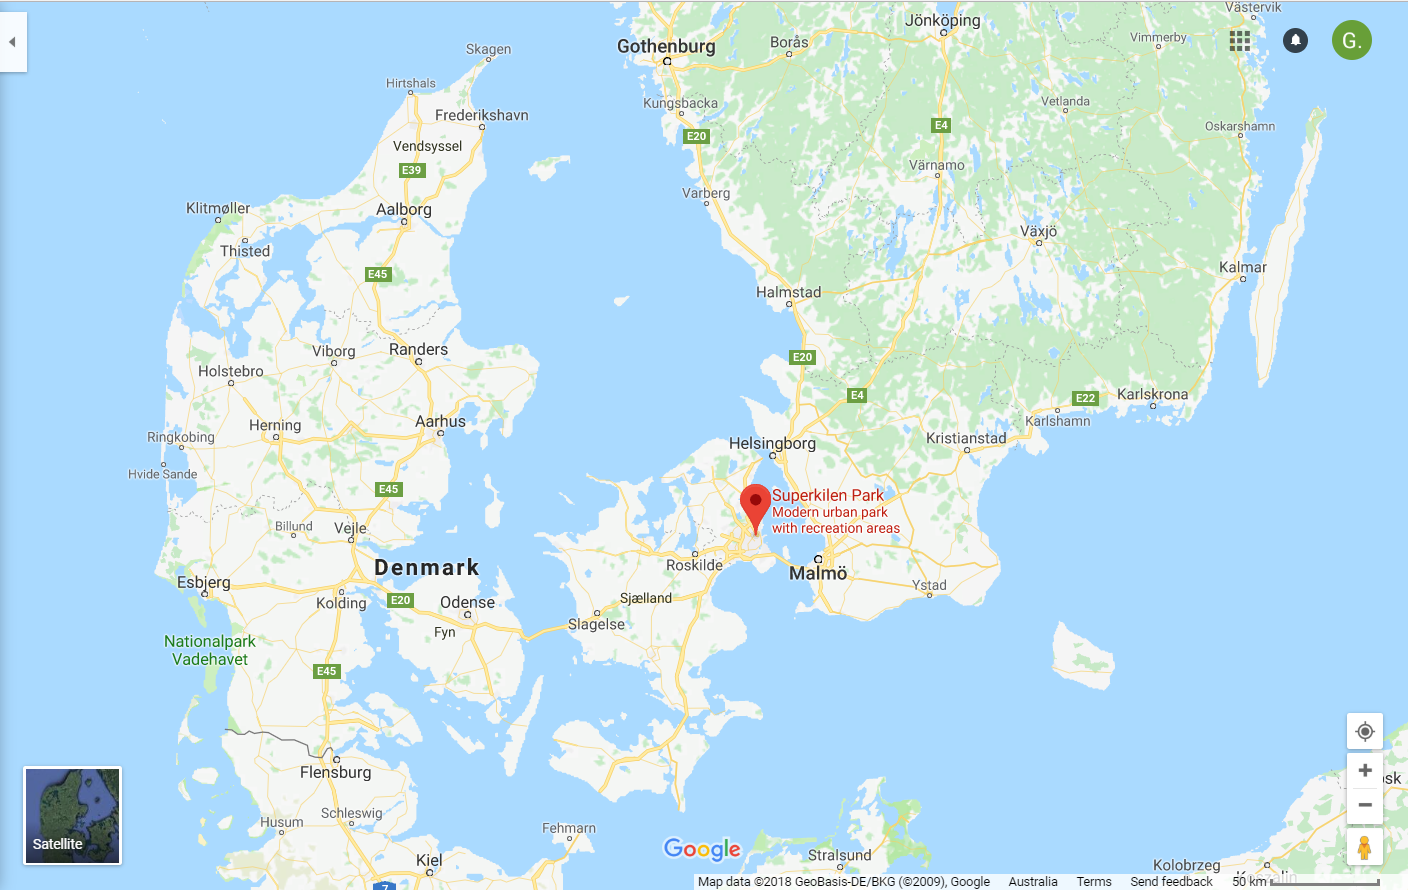 Gothenburg
Borås
Jönköping
Västervik
Skagen
Vimmerby
G.
Hirtshals
Kungsbacka
Vetlanda
Frederikshavn
E20
E4
Oskarshamn
Vendsyssel
E39
Värnamo
Varberg
Klitmøller
Aalborg
Växjö
Thisted
E45
Kalmar
Halmstad
Viborg
Randers
E20
Holstebro
E4
E22
Karlskrona
Herning
Aarhus
Karlshamn
Ringkobing
Helsingborg
Kristianstad
Hvide Sande
E45
Superkilen Park
Modern urban park
with recreation areas
Billund
Vejle
Denmark
Roskilde
Malmö
Esbjerg
Ystad
Kolding
E20
Odense
Sjælland
Fyn
Slagelse
Nationalpark
Vadehavet
E45
Flensburg
Husum
Schleswig
Satellite
Fehmarn
Google
Kiel
Stralsund
Kolobrzeg
7
Map data ©2018 GeoBasis-DE/BKG (©2009), Google
Australia
Terms
Send feedback
50 km